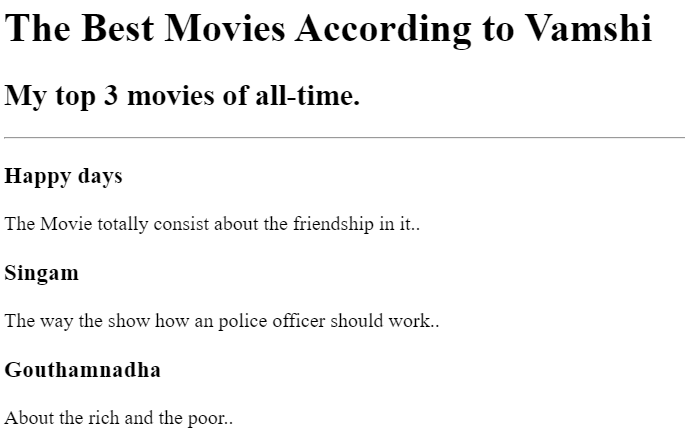 The Best Movies According to Vamshi
My top 3 movies of all-time.
Happy days
The Movie totally consist about the friendship in it..
Singam
The way the show how an police officer should work..
Gouthamnadha
About the rich and the poor..